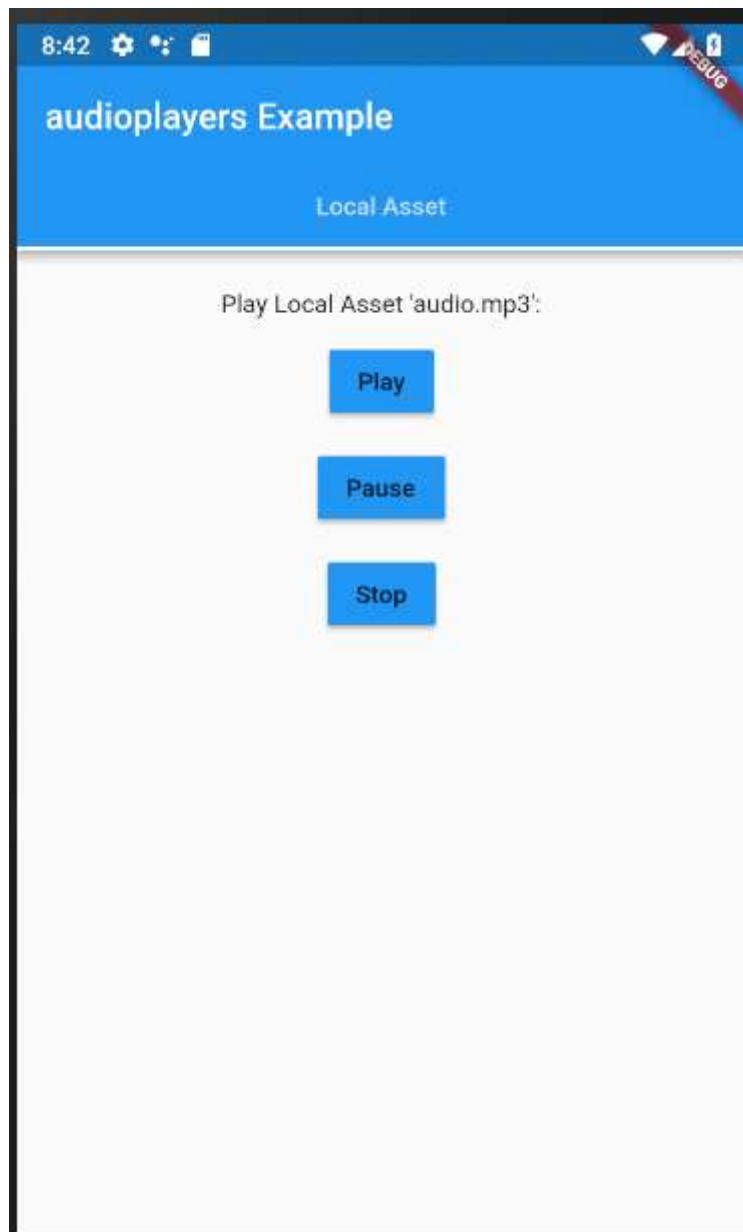 8:42
DEBUG
audioplayers Example
Local Asset
Play Local Asset 'audio.mp3':
Play
Pause
Stop